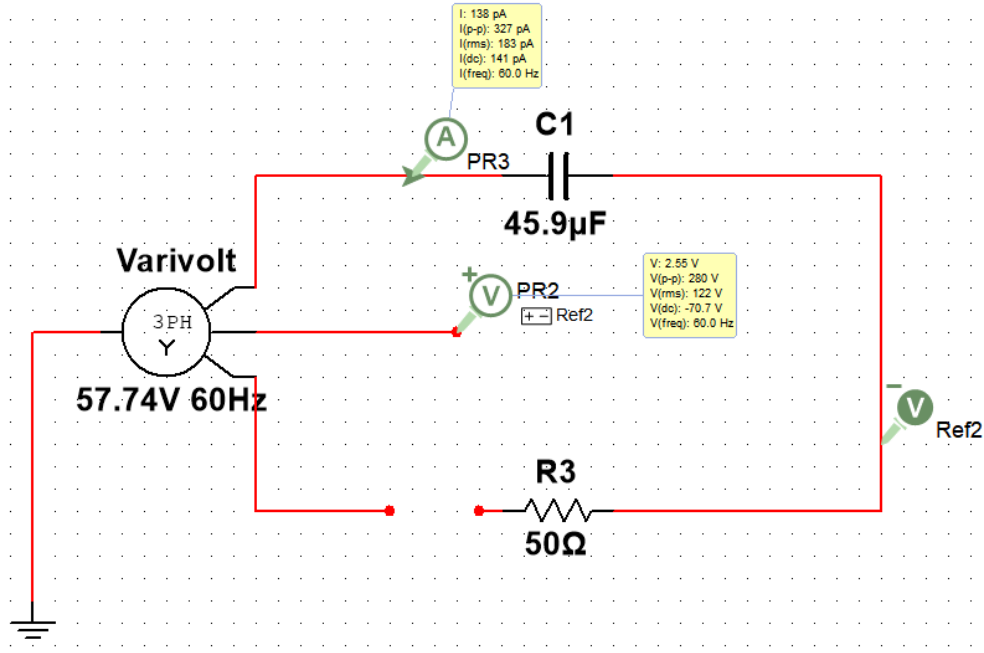 I: 138 pA
I(p-p): 327 pA
I(rms): 183 pA
I(dc): 141 pA
I(freq): 60.0 Hz
A
PR3
C1
45.9µF
Varivolt
3PH
Y
57.74V 60Hz
+
V
PR2
+ - Ref2
V: 2.55 V
V(p-p): 280 V
V(rms): 122 V
V(dc): -70.7 V
V(freq): 60.0 Hz
−
V
Ref2
R3
50Ω